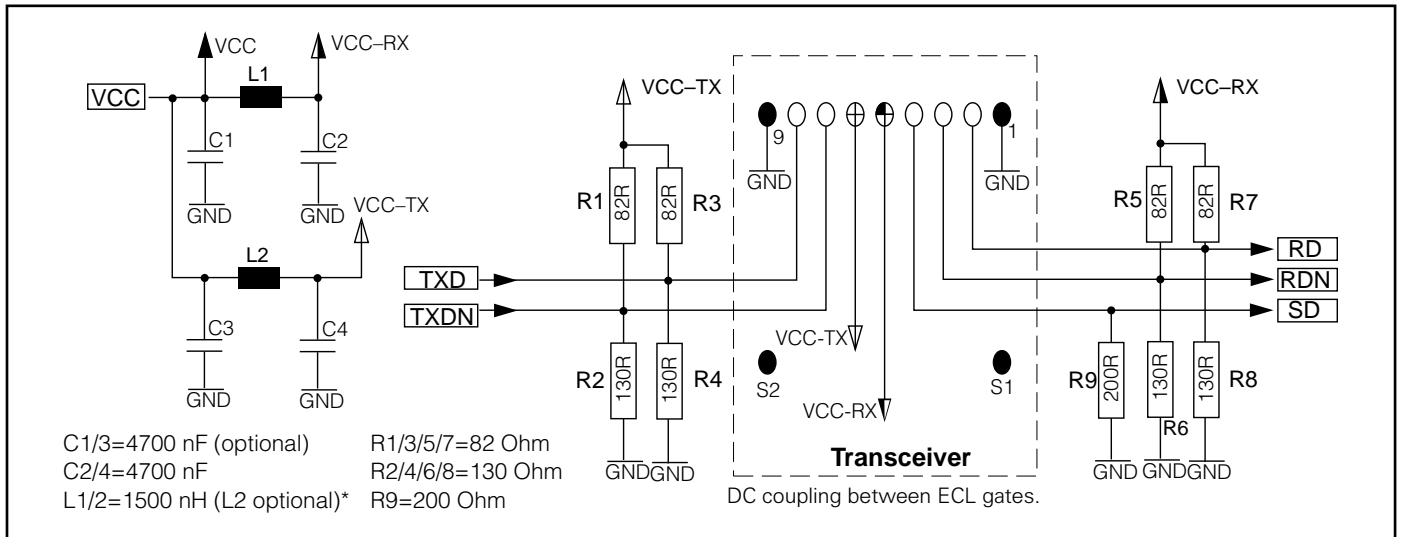 VCC
VCC
L1
VCC–RX
C1
C2
GND
GND
VCC–TX
L2
C3
C4
GND
GND
VCC–TX
R1
82R
82R
R3
TXD
TXDN
R2
130R
130R
R4
GND
GND
9
1
GND
GND
VCC-TX
VCC-RX
S2
S1
Transceiver
DC coupling between ECL gates.
VCC–RX
R5
82R
82R
R7
RD
RDN
SD
R9
200R
130R
130R
R8
R6
GND
GND
GND
C1/3=4700 nF (optional)
C2/4=4700 nF
L1/2=1500 nH (L2 optional)*
R1/3/5/7=82 Ohm
R2/4/6/8=130 Ohm
R9=200 Ohm